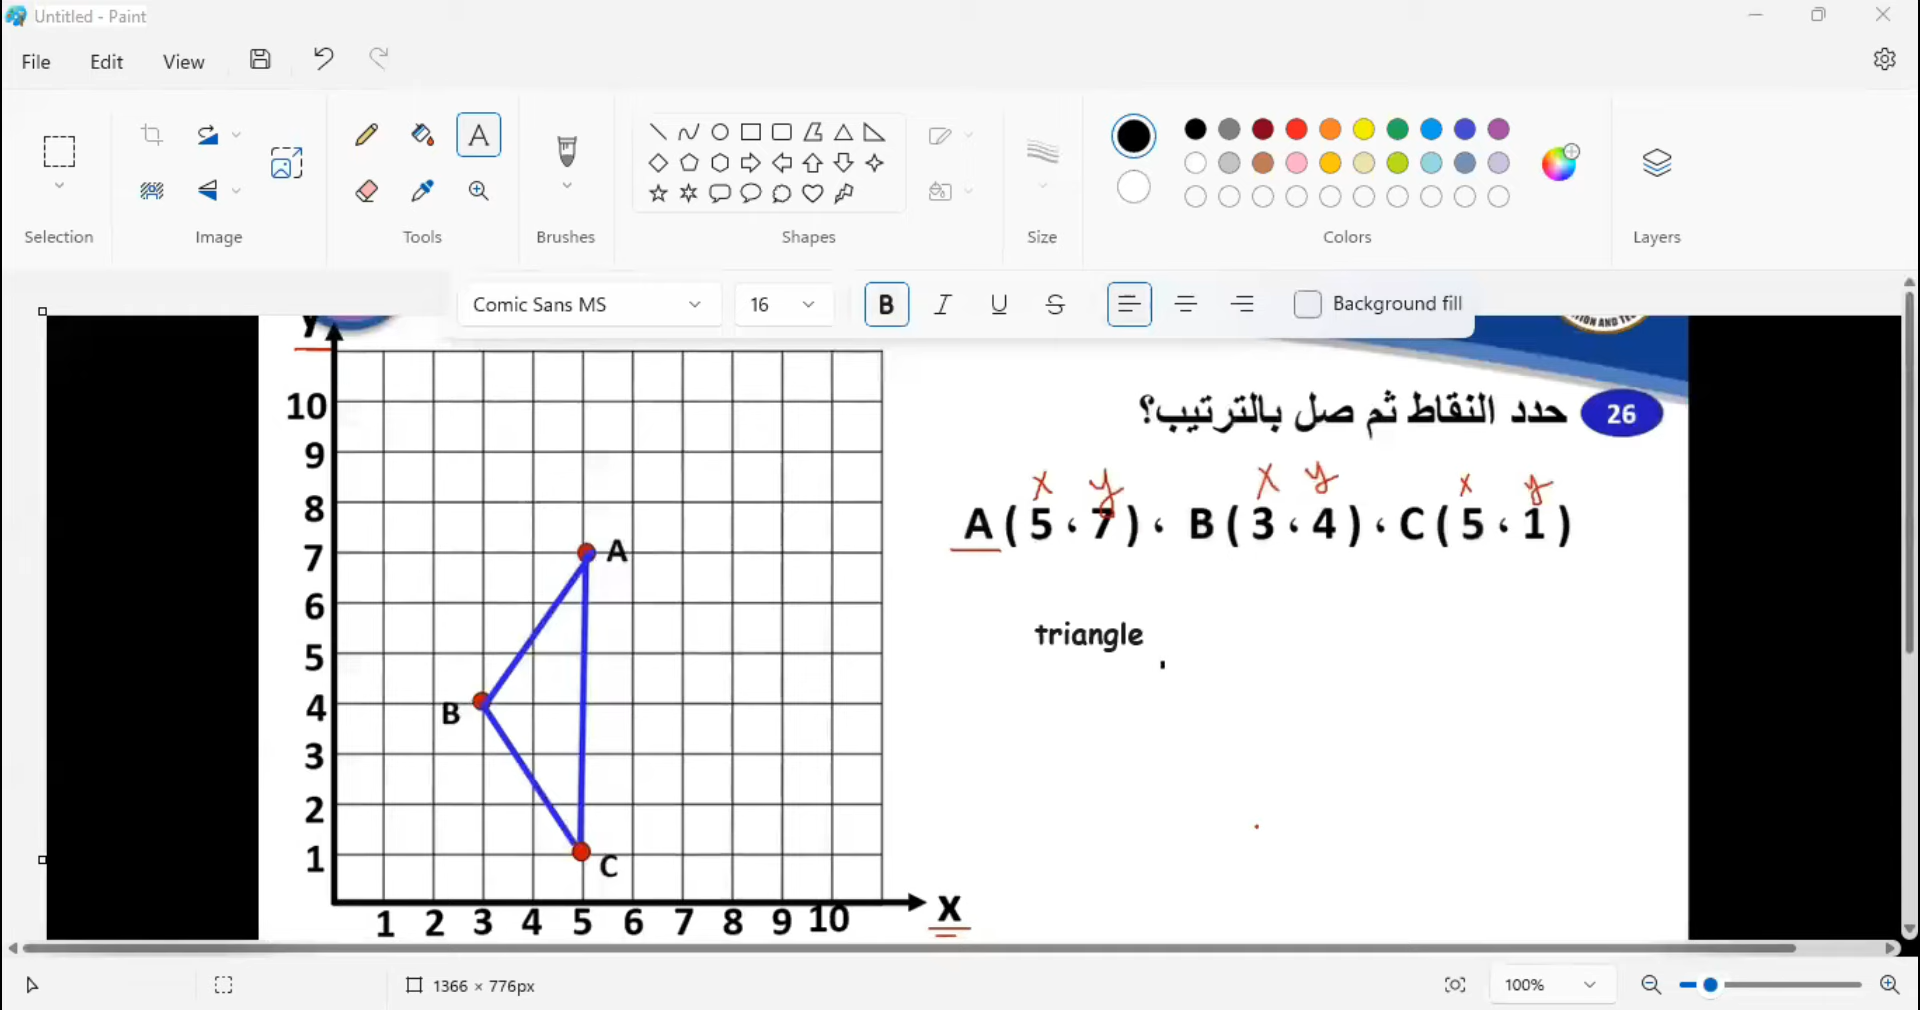 Untitled - Paint
File Edit View
Selection Image Tools Brushes Shapes Size Colors Layers
Comic Sans MS 16 B I U S Background fill
y
حدد النقاط ثم صل بالترتيب؟ 26
x y x y x y
A ( 5 ، 7 ) ، B ( 3 ، 4 ) ، C ( 5 ، 1 )
triangle
10
9
8
7
6
5
4
3
2
1
A
B
C
1 2 3 4 5 6 7 8 9 10
X
1366 × 776px 100%